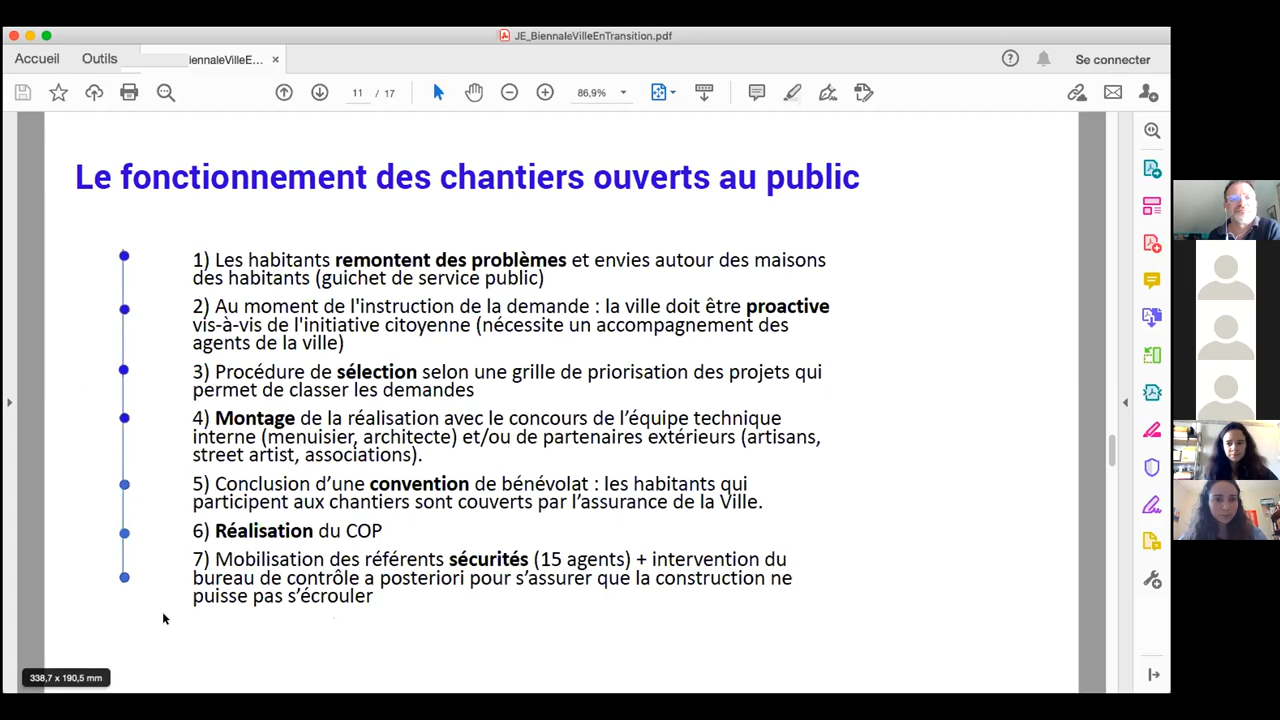 JE_BiennaleVilleEnTransition.pdf
Accueil
Outils
iennaleVilleE...
Se connecter
11 / 17
86,9%
Le fonctionnement des chantiers ouverts au public
1) Les habitants remontent des problèmes et envies autour des maisons
des habitants (guichet de service public)
2) Au moment de l'instruction de la demande : la ville doit être proactive
vis-à-vis de l'initiative citoyenne (nécessite un accompagnement des
agents de la ville)
3) Procédure de sélection selon une grille de priorisation des projets qui
permet de classer les demandes
4) Montage de la réalisation avec le concours de l’équipe technique
interne (menuisier, architecte) et/ou de partenaires extérieurs (artisans,
street artist, associations).
5) Conclusion d’une convention de bénévolat : les habitants qui
participent aux chantiers sont couverts par l’assurance de la Ville.
6) Réalisation du COP
7) Mobilisation des référents sécurités (15 agents) + intervention du
bureau de contrôle a posteriori pour s’assurer que la construction ne
puisse pas s’écrouler
338,7 x 190,5 mm